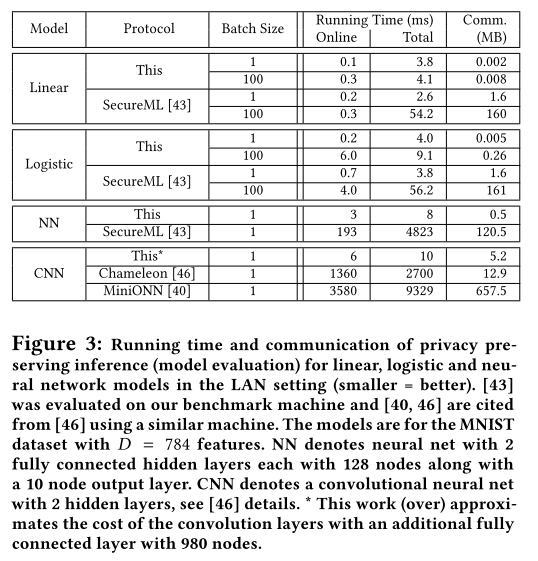 Model Protocol Batch Size Running Time (ms) Comm.
Online Total (MB)
Linear This 1 0.1 3.8 0.002
100 0.3 4.1 0.008
SecureML [43] 1 0.2 2.6 1.6
100 0.3 54.2 160
Logistic This 1 0.2 4.0 0.005
100 6.0 9.1 0.26
SecureML [43] 1 0.7 3.8 1.6
100 4.0 56.2 161
NN This 1 3 8 0.5
SecureML [43] 1 193 4823 120.5
CNN This* 1 6 10 5.2
Chameleon [46] 1 1360 2700 12.9
MiniONN [40] 1 3580 9329 657.5
Figure 3: Running time and communication of privacy pre-
serving inference (model evaluation) for linear, logistic and neu-
ral network models in the LAN setting (smaller = better). [43]
was evaluated on our benchmark machine and [40, 46] are cited
from [46] using a similar machine. The models are for the MNIST
dataset with D = 784 features. NN denotes neural net with 2
fully connected hidden layers each with 128 nodes along with
a 10 node output layer. CNN denotes a convolutional neural net
with 2 hidden layers, see [46] details. * This work (over) approxi-
mates the cost of the convolution layers with an additional fully
connected layer with 980 nodes.